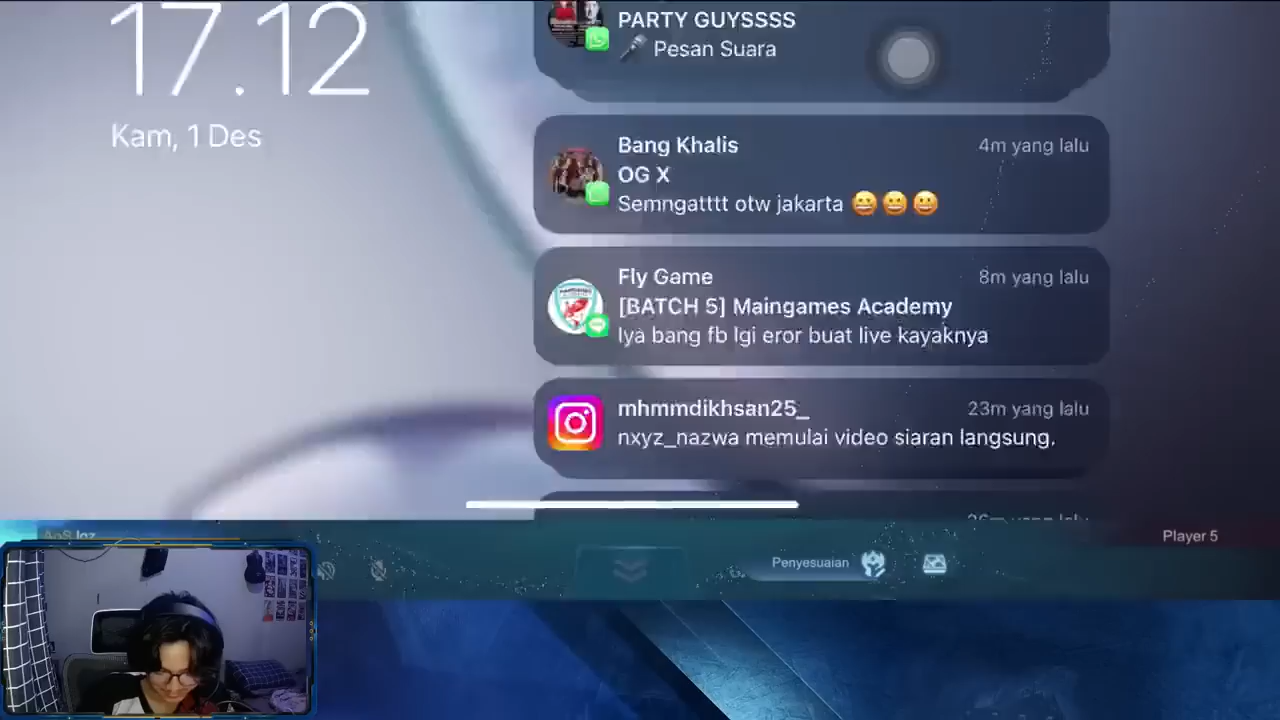 17.12
Kam, 1 Des
PARTY GUYSSSS
🎤 Pesan Suara
Bang Khalis
4m yang lalu
OG X
Semngatttt otw jakarta 😀😀😀
Fly Game
8m yang lalu
[BATCH 5] Maingames Academy
Iya bang fb lgi eror buat live kayaknya
mhmmdikhsan25_
23m yang lalu
nxyz_nazwa memulai video siaran langsung.
Player 5
Penyesuaian